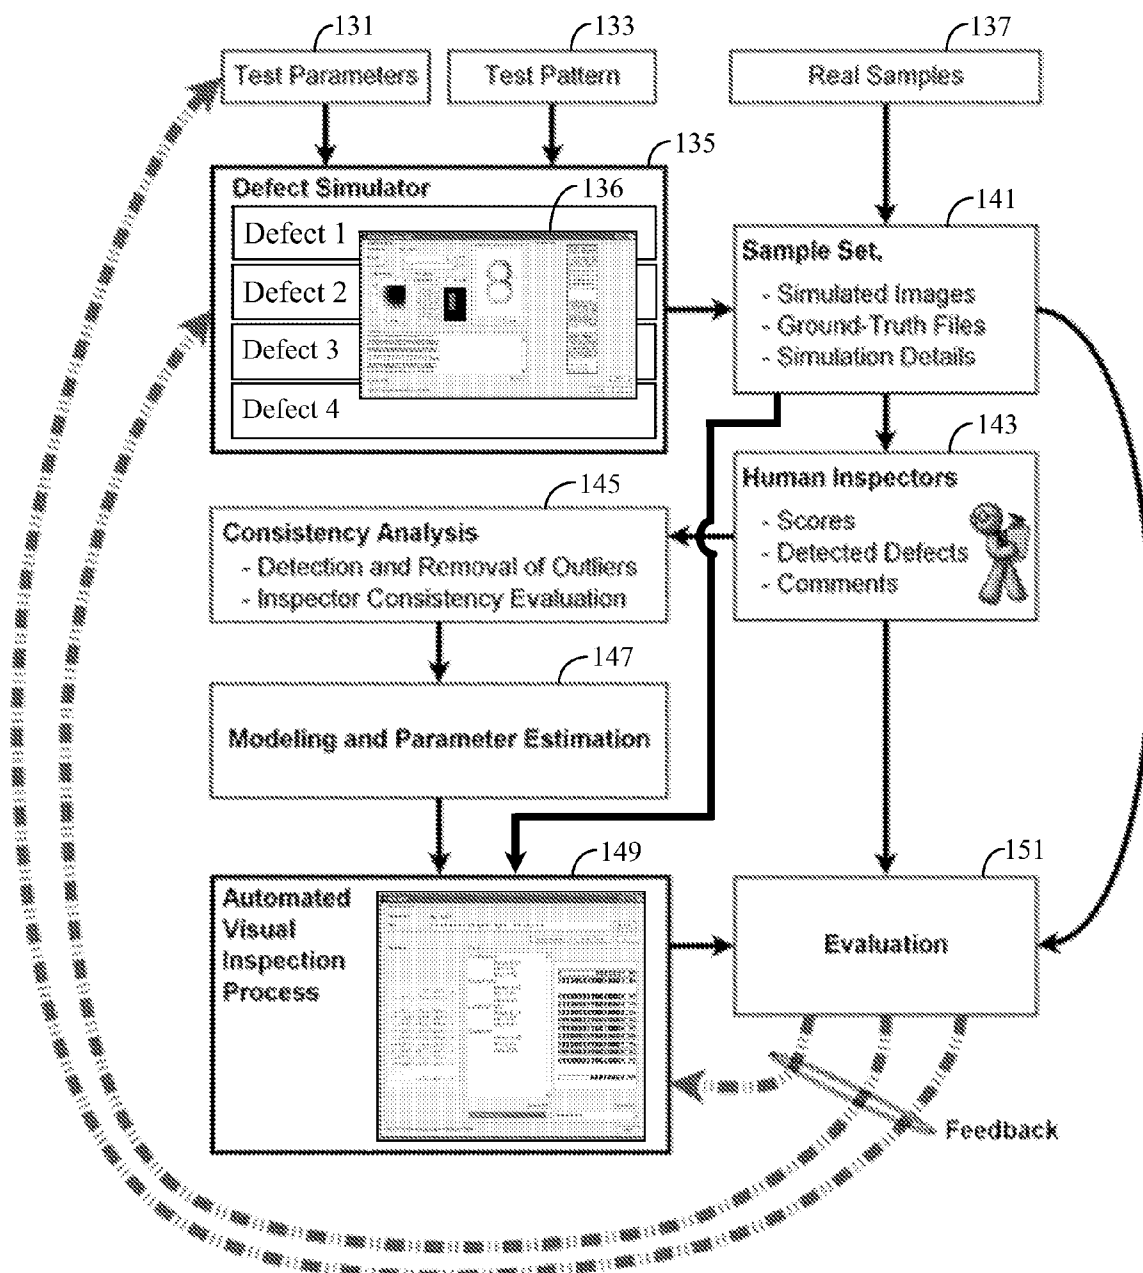 131
133
137
Test Parameters
Test Pattern
Real Samples
135
Defect Simulator
136
Defect 1
Defect 2
Defect 3
Defect 4
141
Sample Set.
- Simulated Images
- Ground-Truth Files
- Simulation Details
143
Human Inspectors
- Scores
- Detected Defects
- Comments
145
Consistency Analysis
- Detection and Removal of Outliers
- Inspector Consistency Evaluation
147
Modeling and Parameter Estimation
149
Automated
Visual
Inspection
Process
151
Evaluation
Feedback